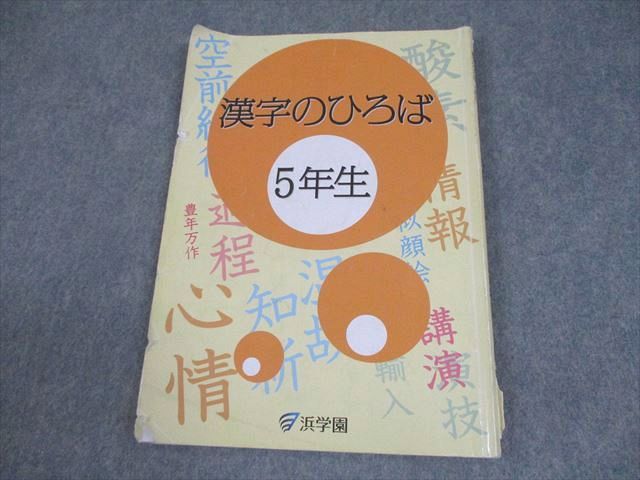 漢字のひろば
5年生
空前絶後
酸素
情報
似顔絵
過程
豊年万作
温故
知新
心情
講演
演技
輸入
浜学園